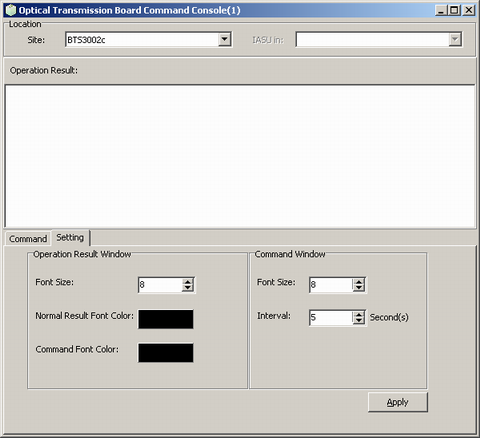 Optical Transmission Board Command Console(1)
Location
Site: BTS3002c IASU in:
Operation Result:
Command Setting
Operation Result Window Command Window
Font Size: 8 Font Size: 8
Normal Result Font Color: Interval: 5 Second(s)
Command Font Color:
Apply